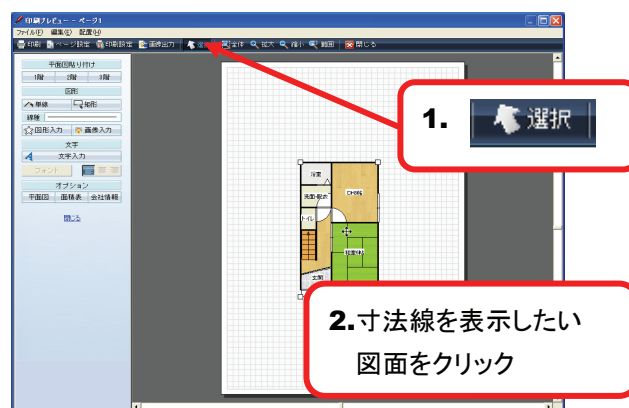 印刷プレビュー - ページ1
ファイル(F) 編集(E) 配置(H)
印刷 ページ設定 印刷設定 画像出力 選択 全体 拡大 縮小 範囲 閉じる
平面図貼り付け
1階 2階 3階
図形
単線 矩形
線種
図形入力 画像入力
文字
文字入力
フォント
オプション
平面図 面積表 会社情報
閉じる
浴室
洗面・脱衣
トイレ
玄関
1. 選択
2.寸法線を表示したい
図面をクリック